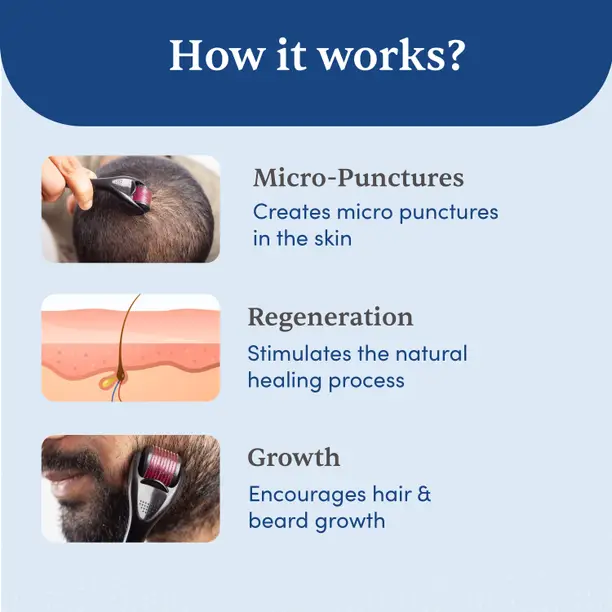 How it works?
Micro-Punctures
Creates micro punctures
in the skin
Regeneration
Stimulates the natural
healing process
Growth
Encourages hair &
beard growth